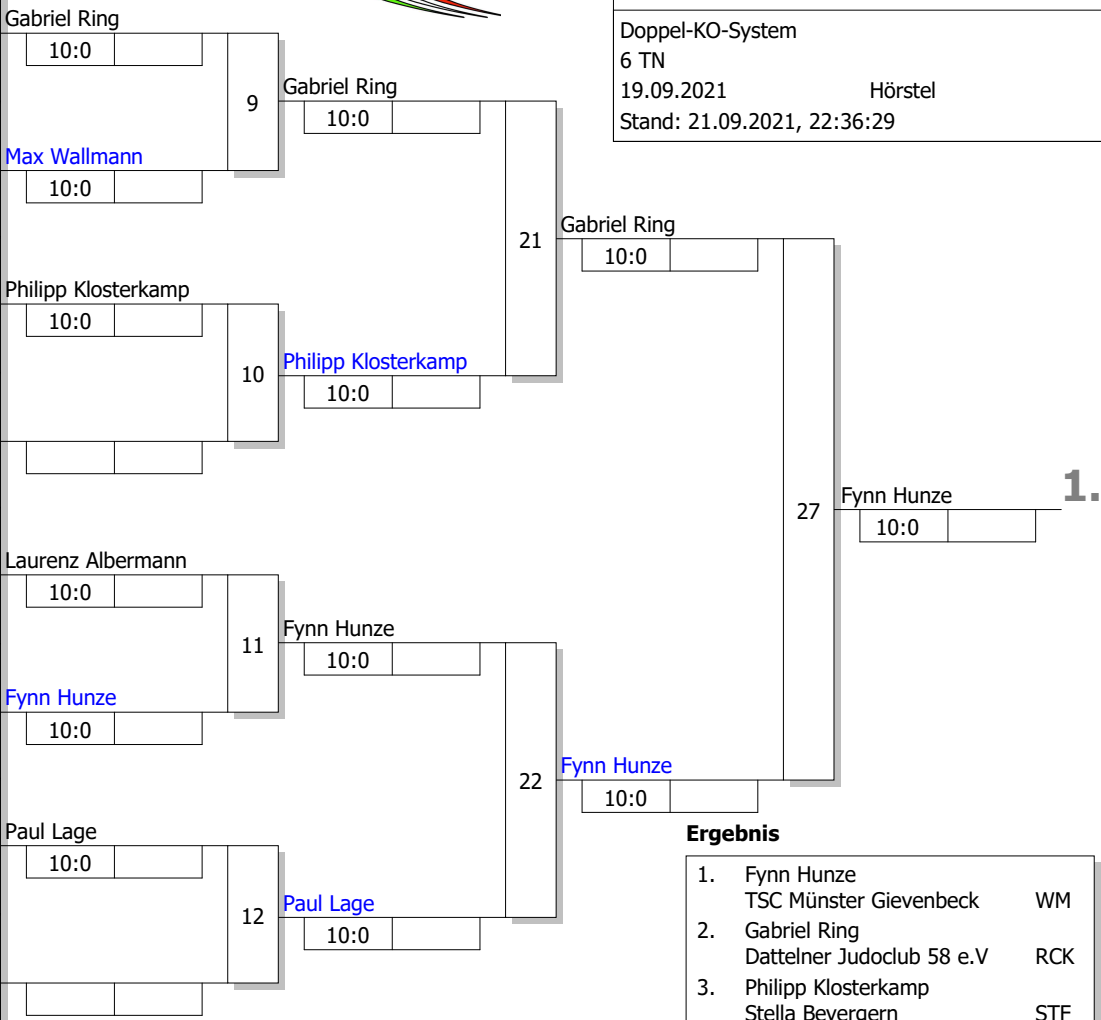 Gabriel Ring
10:0
9
Max Wallmann
10:0
Gabriel Ring
10:0
Doppel-KO-System
6 TN
19.09.2021 Hörstel
Stand: 21.09.2021, 22:36:29
21
Gabriel Ring
10:0
Philipp Klosterkamp
10:0
10
Philipp Klosterkamp
10:0
27
Fynn Hunze
10:0
1.
Laurenz Albermann
10:0
11
Fynn Hunze
10:0
Fynn Hunze
10:0
22
Fynn Hunze
10:0
Paul Lage
10:0
12
Paul Lage
10:0
Ergebnis
1. Fynn Hunze
TSC Münster Gievenbeck WM
2. Gabriel Ring
Dattelner Judoclub 58 e.V RCK
3. Philipp Klosterkamp
Stella Bevergern STE